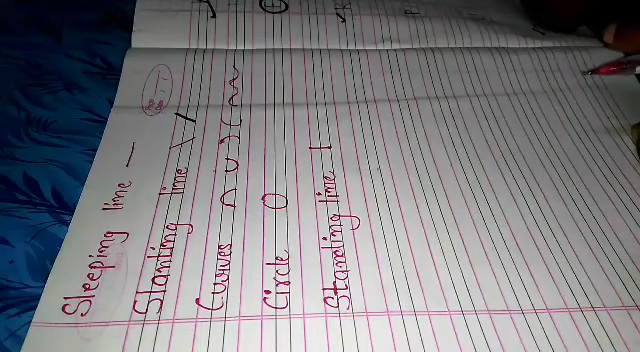 Sleeping line —
Slanting line \ /
Curves
Circle O
Standing line |